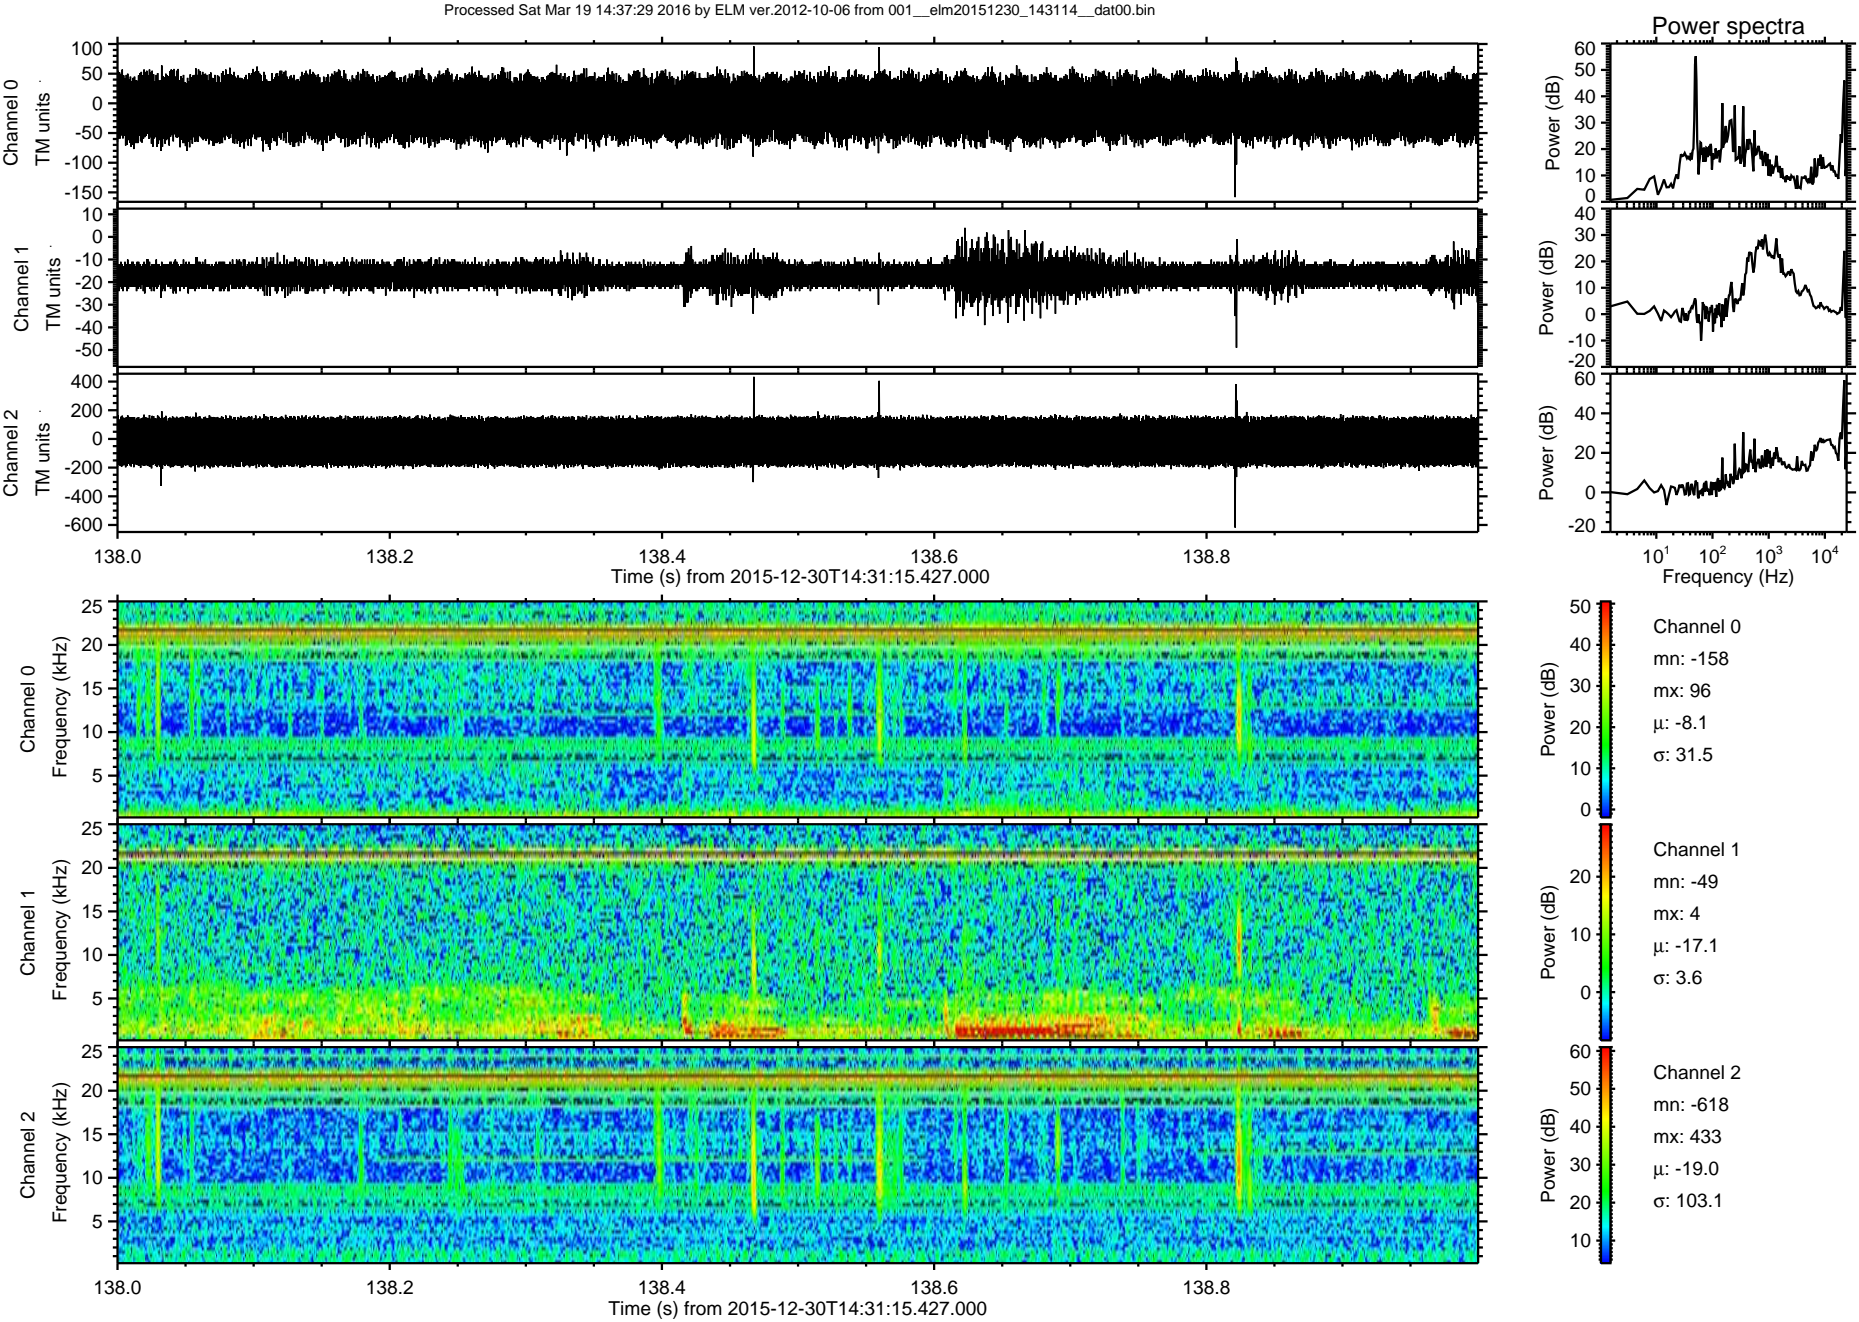 Processed Sat Mar 19 14:37:29 2016 by ELM ver.2012-10-06 from 001__elm20151230_143114__dat00.bin
Power spectra
Channel 0
TM units
100
50
0
-50
-100
-150
Power (dB)
60
50
40
30
20
10
0
Channel 1
TM units
10
0
-10
-20
-30
-40
-50
Power (dB)
40
30
20
10
0
-10
-20
Channel 2
TM units
400
200
0
-200
-400
-600
Power (dB)
60
40
20
0
-20
138.0 138.2 138.4 138.6 138.8
Time (s) from 2015-12-30T14:31:15.427.000
10¹ 10² 10³ 10⁴
Frequency (Hz)
Channel 0
Frequency (kHz)
25
20
15
10
5
Power (dB)
50
40
30
20
10
0
Channel 0
mn: -158
mx: 96
μ: -8.1
σ: 31.5
Channel 1
Frequency (kHz)
25
20
15
10
5
Power (dB)
20
10
0
Channel 1
mn: -49
mx: 4
μ: -17.1
σ: 3.6
Channel 2
Frequency (kHz)
25
20
15
10
5
Power (dB)
60
50
40
30
20
10
Channel 2
mn: -618
mx: 433
μ: -19.0
σ: 103.1
138.0 138.2 138.4 138.6 138.8
Time (s) from 2015-12-30T14:31:15.427.000